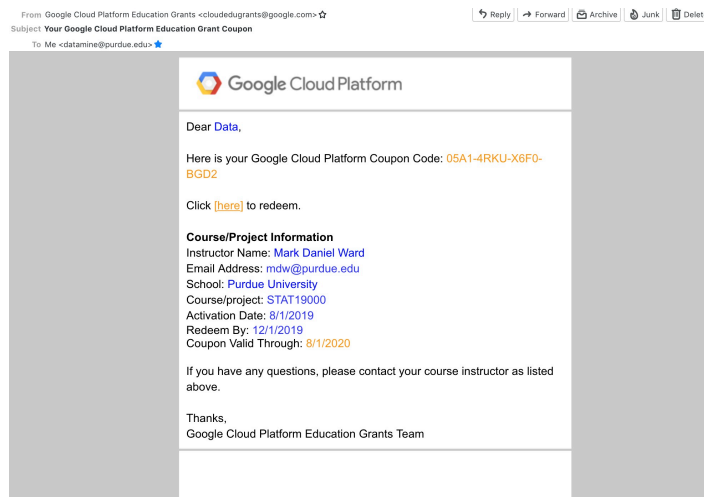 From Google Cloud Platform Education Grants <cloudedugrants@google.com>
Reply Forward Archive Junk Delet
Subject Your Google Cloud Platform Education Grant Coupon
To Me <datamine@purdue.edu>
Google Cloud Platform
Dear Data,
Here is your Google Cloud Platform Coupon Code: 05A1-4RKU-X6F0-
BGD2
Click [here] to redeem.
Course/Project Information
Instructor Name: Mark Daniel Ward
Email Address: mdw@purdue.edu
School: Purdue University
Course/project: STAT19000
Activation Date: 8/1/2019
Redeem By: 12/1/2019
Coupon Valid Through: 8/1/2020
If you have any questions, please contact your course instructor as listed
above.
Thanks,
Google Cloud Platform Education Grants Team